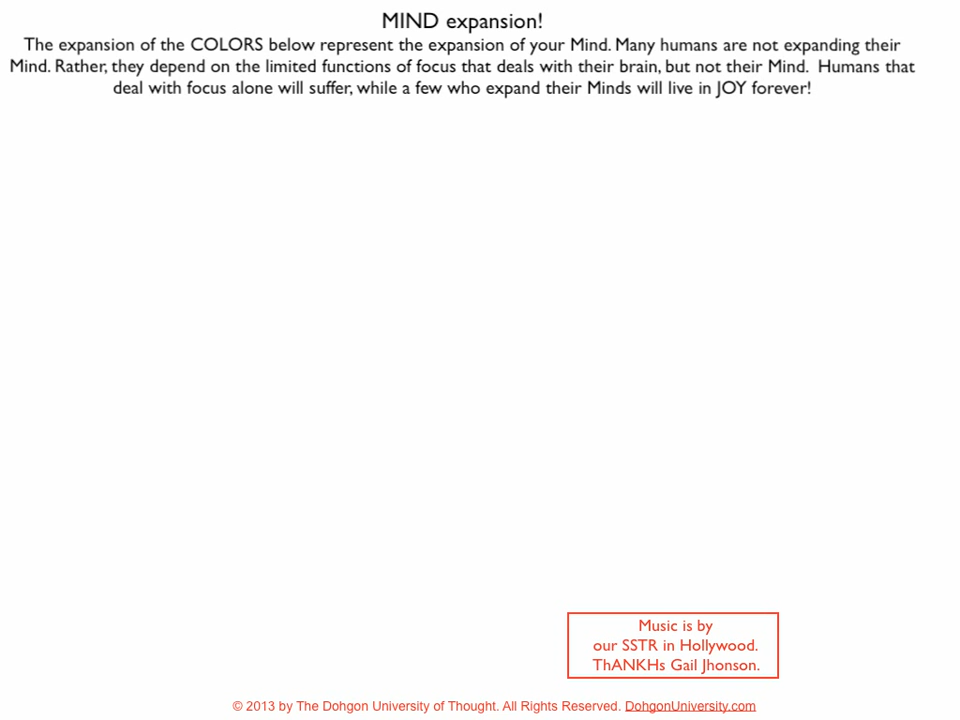 MIND expansion!
The expansion of the COLORS below represent the expansion of your Mind. Many humans are not expanding their
Mind. Rather, they depend on the limited functions of focus that deals with their brain, but not their Mind.  Humans that
deal with focus alone will suffer, while a few who expand their Minds will live in JOY forever!
Music is by
our SSTR in Hollywood.
ThANKHs Gail Jhonson.
© 2013 by The Dohgon University of Thought. All Rights Reserved. DohgonUniversity.com